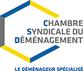 CHAMBRE
SYNDICALE DU
DÉMÉNAGEMENT
LE DÉMÉNAGEUR SPÉCIALISÉ